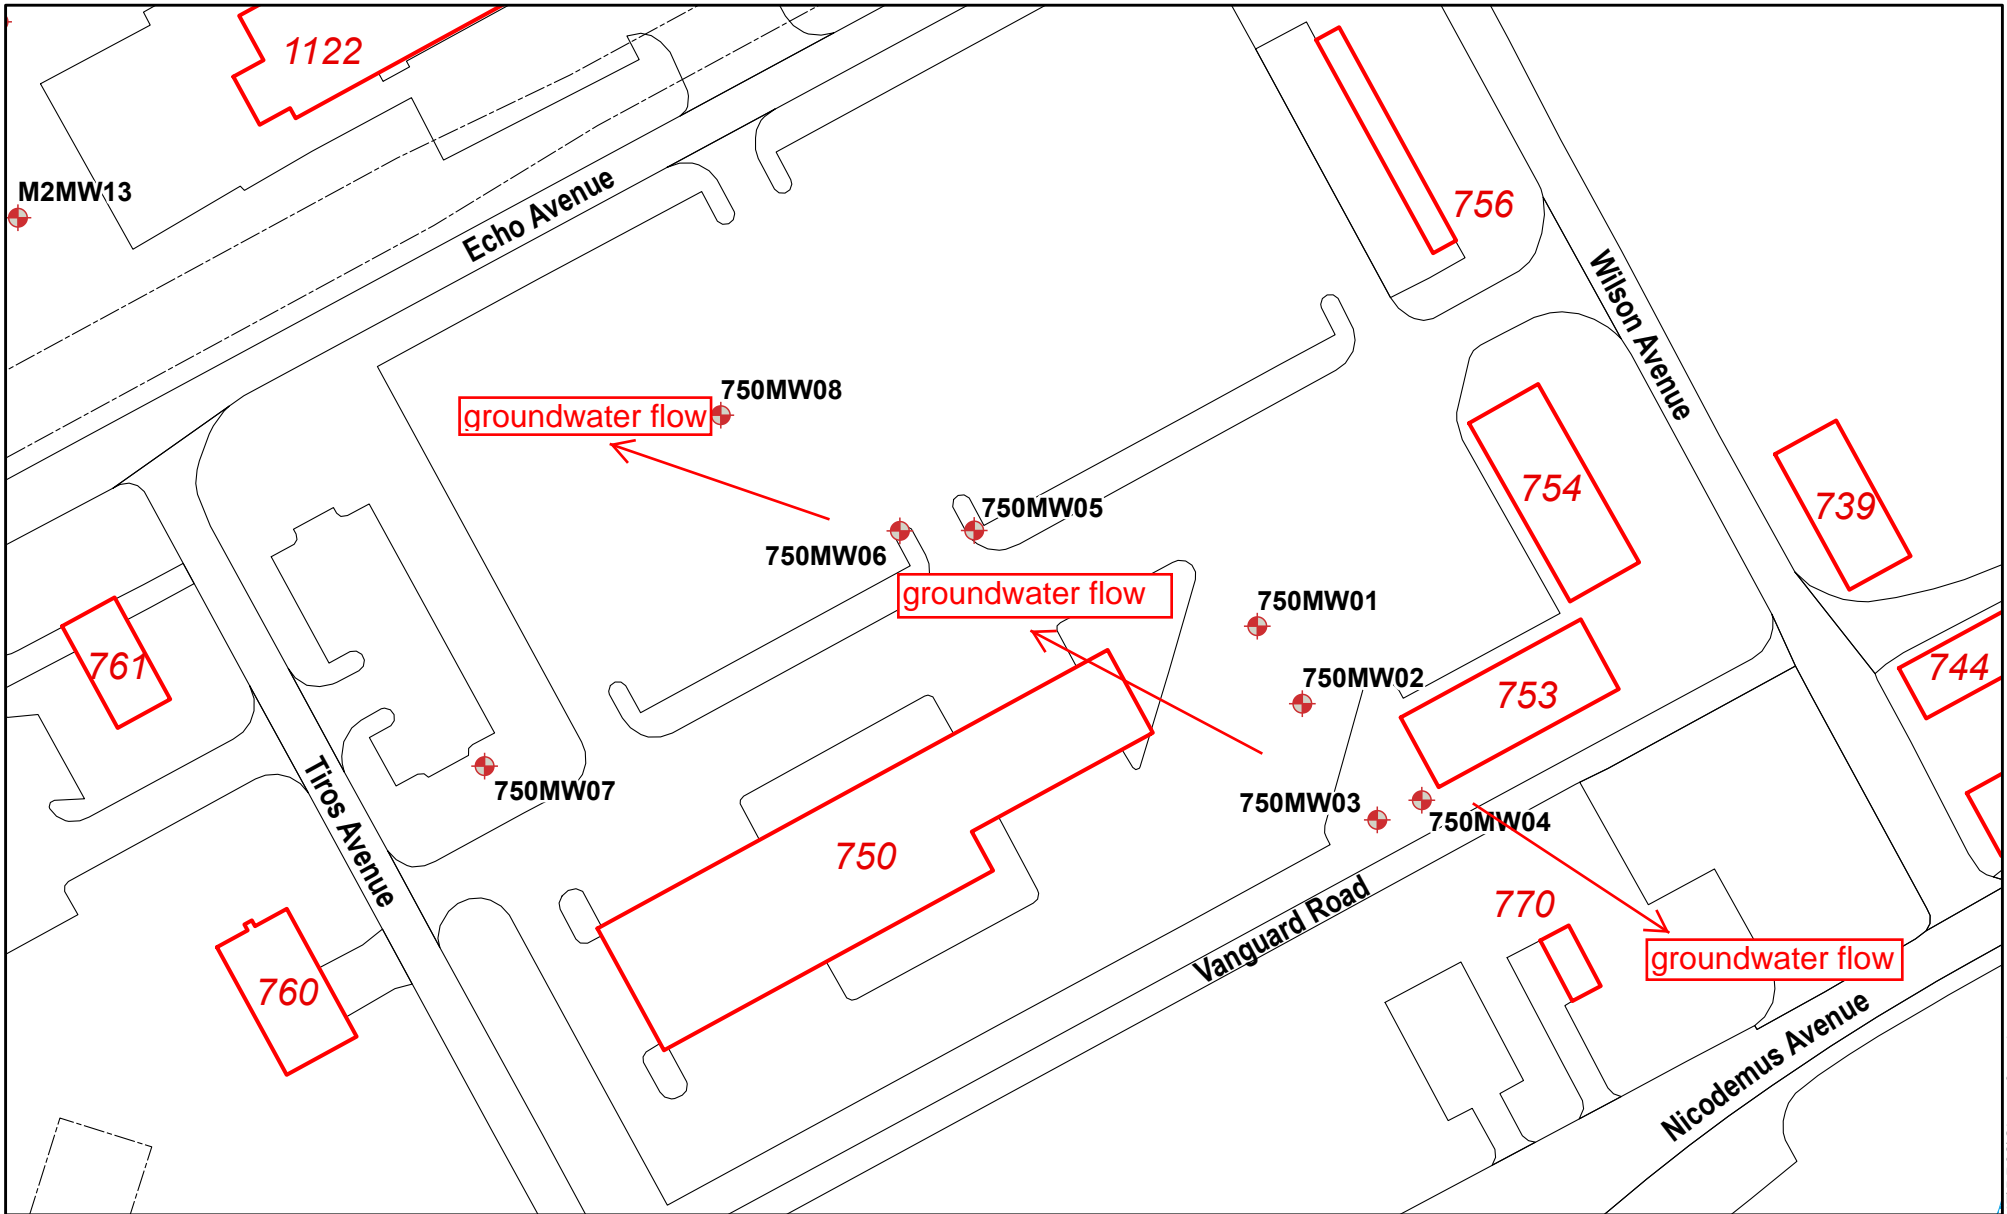 1122
M2MW13
Echo Avenue
756
Wilson Avenue
750MW08
groundwater flow
754
739
750MW05
750MW06
groundwater flow
750MW01
761
750MW02
753
744
750MW07
Tiros Avenue
750MW03
750MW04
750
770
Vanguard Road
groundwater flow
760
Nicodemus Avenue